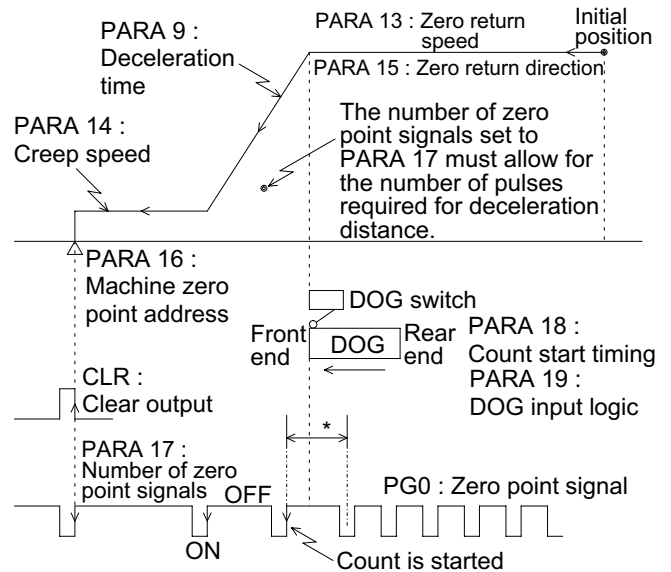 PARA 9 :
Deceleration
time
PARA 13 : Zero return
speed
Initial
position
PARA 15 : Zero return direction
PARA 14 :
Creep speed
The number of zero
point signals set to
PARA 17 must allow for
the number of pulses
required for deceleration
distance.
PARA 16 :
Machine zero
point address
DOG switch
Front
end
DOG
Rear
end
PARA 18 :
Count start timing
PARA 19 :
DOG input logic
CLR :
Clear output
*
PARA 17 :
Number of zero
point signals
OFF
PG0 : Zero point signal
ON
Count is started